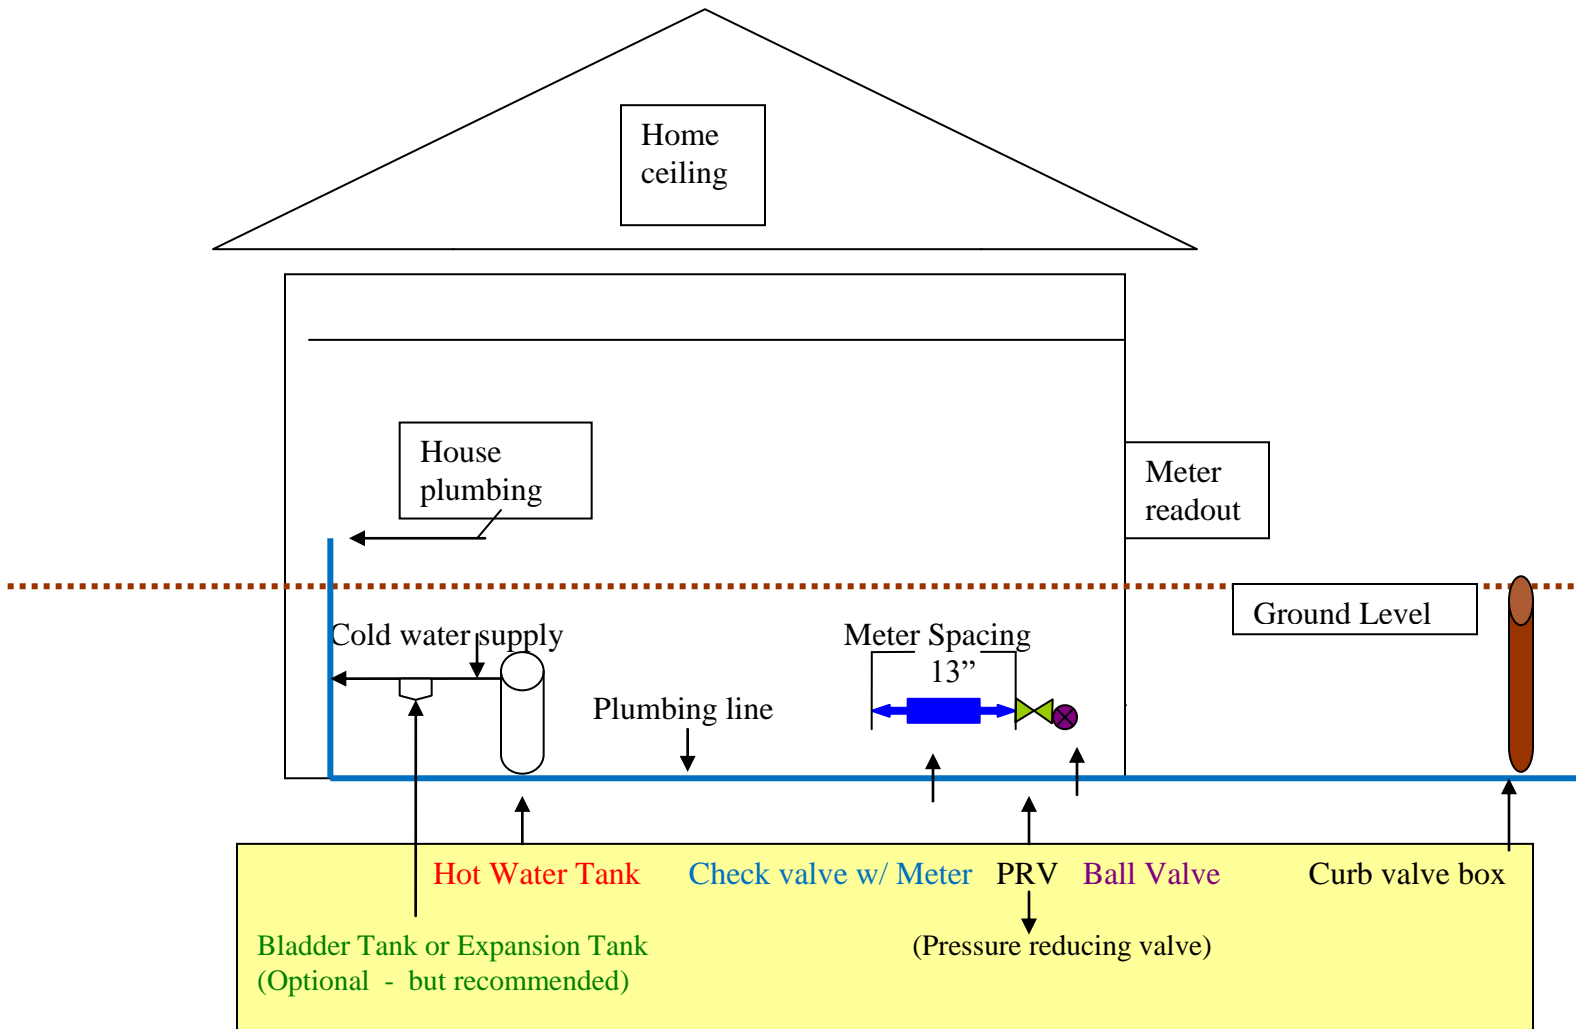 Home
ceiling
House
plumbing
Meter
readout
Ground Level
Cold water supply
Meter Spacing
13”
Plumbing line
Hot Water Tank
Check valve w/ Meter
PRV
Ball Valve
Curb valve box
Bladder Tank or Expansion Tank
(Optional - but recommended)
(Pressure reducing valve)